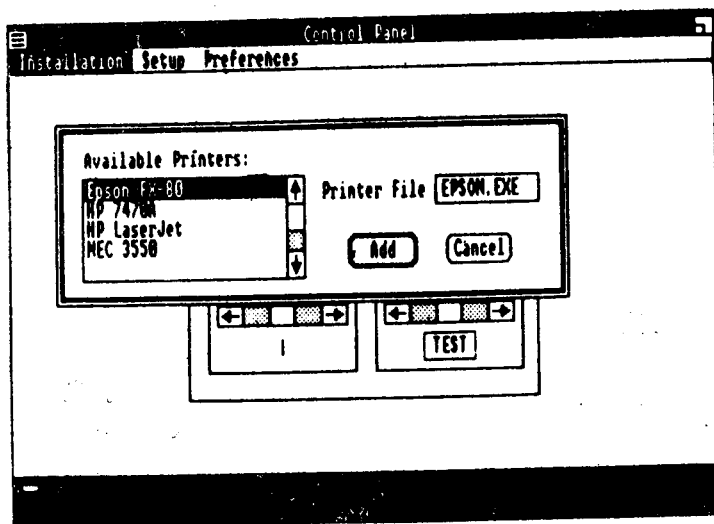 Control Panel
Installation Setup Preferences
Available Printers:
Epson FX-80
HP 7470A
HP LaserJet
NEC 3550
Printer File EPSON.EXE
Add Cancel
TEST